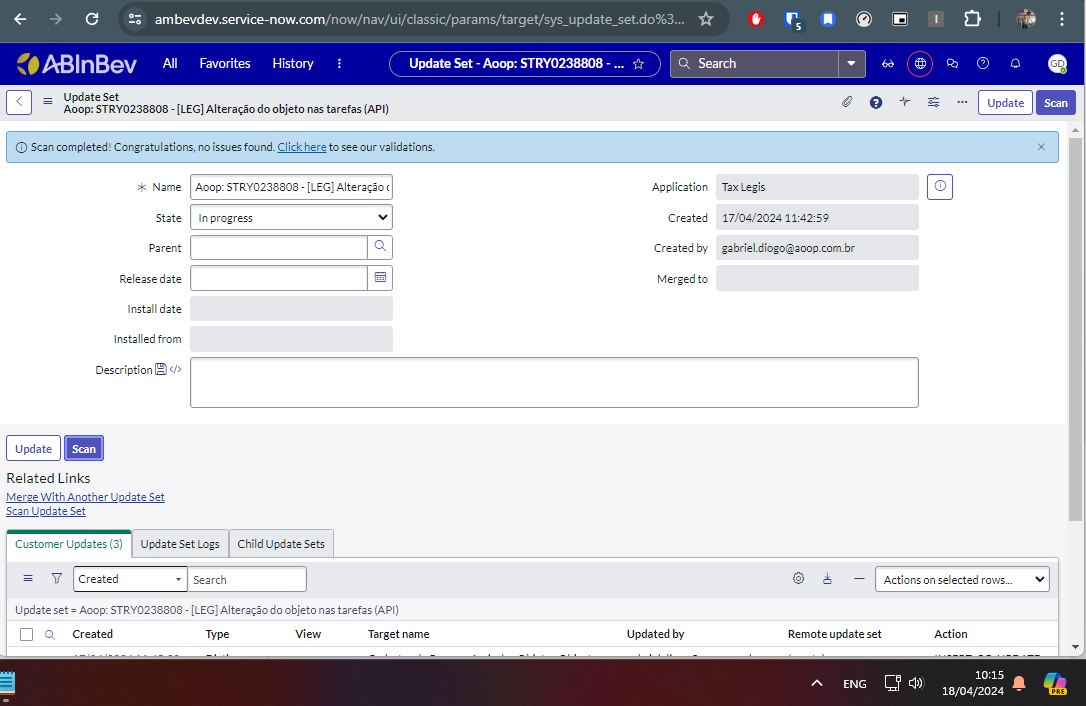 ambevdev.service-now.com/now/nav/ui/classic/params/target/sys_update_set.do%3...
5
ABInBev All Favorites History Update Set - Aoop: STRY0238808 - ... Search GD
Update Set
Aoop: STRY0238808 - [LEG] Alteração do objeto nas tarefas (API) Update Scan
Scan completed! Congratulations, no issues found. Click here to see our validations.
Name Aoop: STRY0238808 - [LEG] Alteração Application Tax Legis
State In progress Created 17/04/2024 11:42:59
Parent Created by gabriel.diogo@aoop.com.br
Release date Merged to
Install date
Installed from
Description
Update Scan
Related Links
Merge With Another Update Set
Scan Update Set
Customer Updates (3) Update Set Logs Child Update Sets
Created Search Actions on selected rows...
Update set = Aoop: STRY0238808 - [LEG] Alteração do objeto nas tarefas (API)
Created Type View Target name Updated by Remote update set Action
ENG 10:15
18/04/2024
PRE